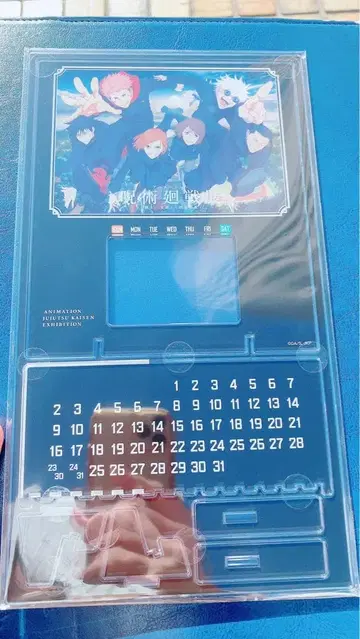 呪術廻戦
SUN MON TUE WED THU FRI SAT
ANIMATION
JUJUTSU KAISEN
EXHIBITION
1 2 3 4 5 6 7
2 3 4 5 6 7 8 9 10 11 12 13 14
9 10 11 12 13 14 15 16 17 18 19 20 21
16 17 18 19 20 21 22 23 24 25 26 27 28
23/30 24/31 25 26 27 28 29 30 31